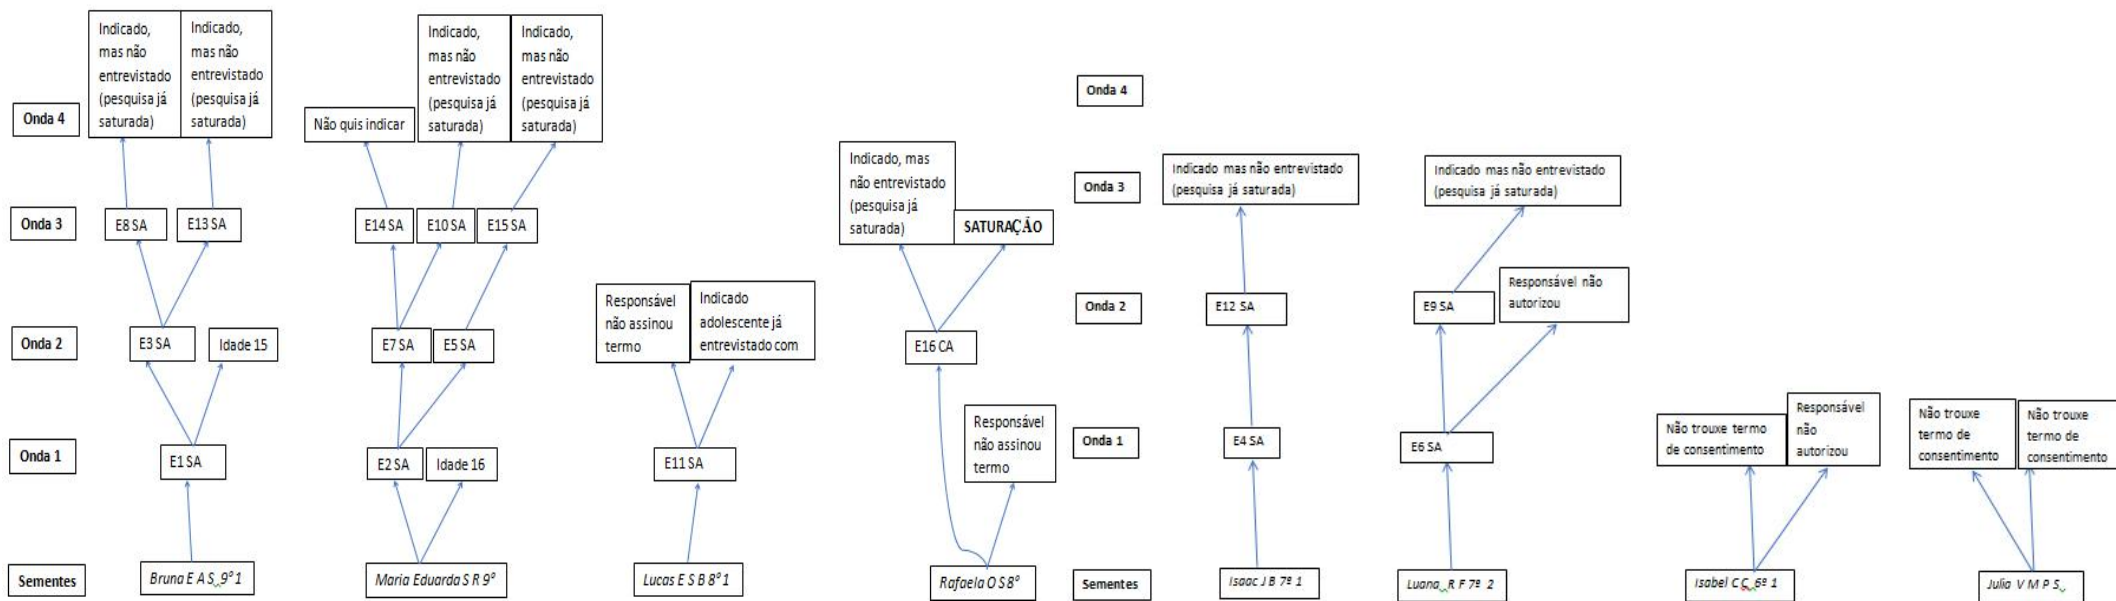 Indicado,
mas não
entrevistado
(pesquisa já
saturada)
Indicado,
mas não
entrevistado
(pesquisa já
saturada)
Indicado,
mas não
entrevistado
(pesquisa já
saturada)
Indicado,
mas não
entrevistado
(pesquisa já
saturada)
Onda 4
Não quis indicar
Onda 3
E8 SA
E13 SA
E14 SA
E10 SA
E15 SA
Onda 2
E3 SA
Idade 15
E7 SA
E5 SA
Responsável
não assinou
termo
Indicado
adolescente já
entrevistado com
Onda 1
E1 SA
E2 SA
Idade 16
E11 SA
Sementes
Bruna E A S 9º 1
Maria Eduarda S R 9º
Lucas E S B 8º 1
Indicado, mas
não entrevistado
(pesquisa já
saturada)
SATURAÇÃO
E16 CA
Responsável
não assinou
termo
Rafaela O S 8º
Onda 4
Onda 3
Indicado mas não entrevistado
(pesquisa já saturada)
Indicado mas não entrevistado
(pesquisa já saturada)
Onda 2
E12 SA
E9 SA
Responsável não
autorizou
Onda 1
E4 SA
E6 SA
Não trouxe termo
de consentimento
Responsável
não
autorizou
Não trouxe
termo de
consentimento
Não trouxe
termo de
consentimento
Sementes
Isaac J B 7ª 1
Luana R F 7ª 2
Isabel C C 6ª 1
Julia V M P S